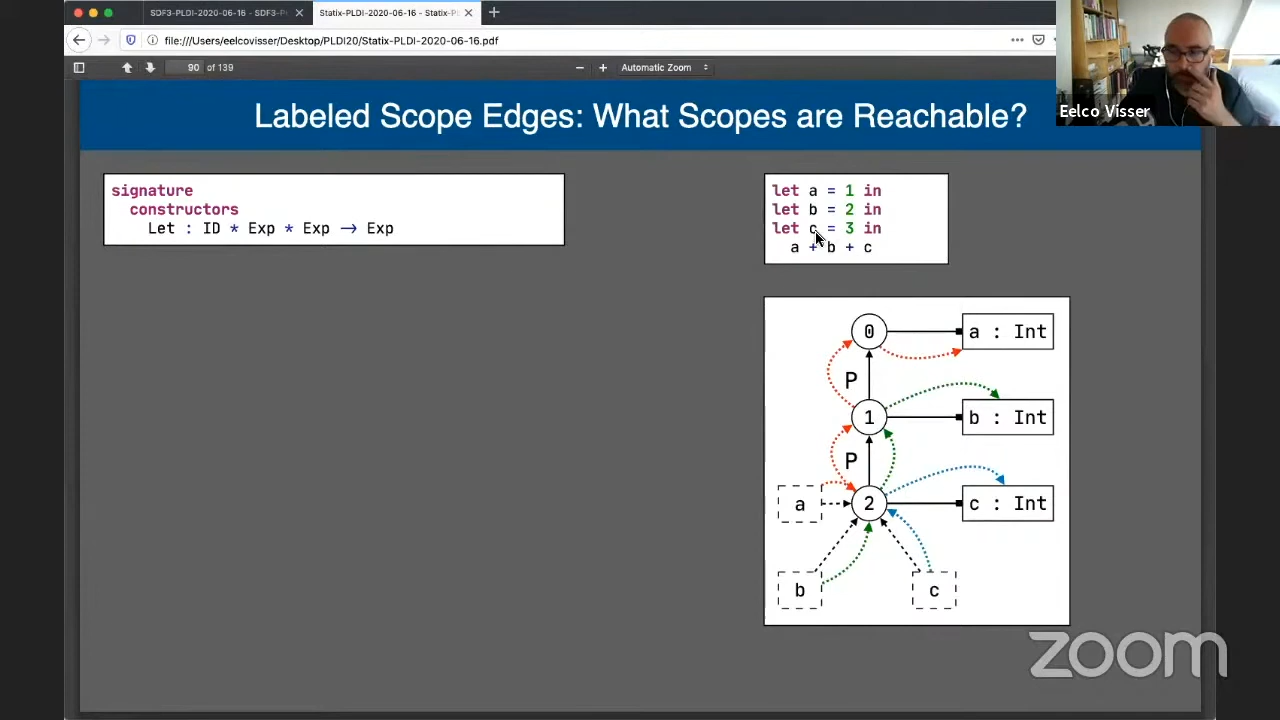 SDF3-PLDI-2020-06-16 - SDF3-P
Statix-PLDI-2020-06-16 - Statix-P
file:///Users/eelcovisser/Desktop/PLDI20/Statix-PLDI-2020-06-16.pdf
90 of 139
Automatic Zoom
Eelco Visser
Labeled Scope Edges: What Scopes are Reachable?
signature
constructors
Let : ID * Exp * Exp → Exp
let a = 1 in
let b = 2 in
let c = 3 in
a + b + c
0
a : Int
P
1
b : Int
P
a
2
c : Int
b
c
zoom